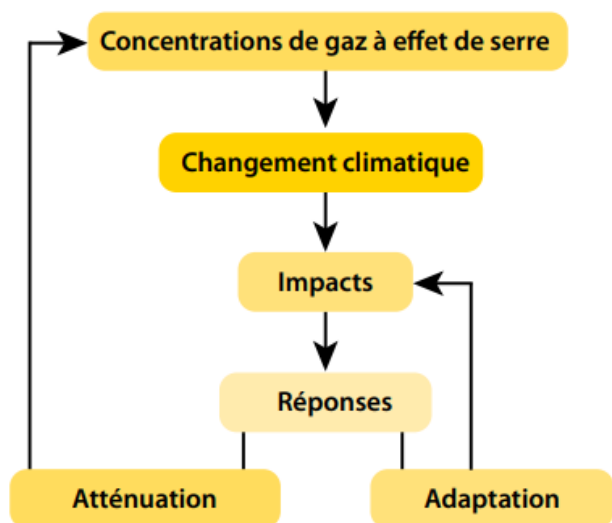 Concentrations de gaz à effet de serre
Changement climatique
Impacts
Réponses
Atténuation
Adaptation